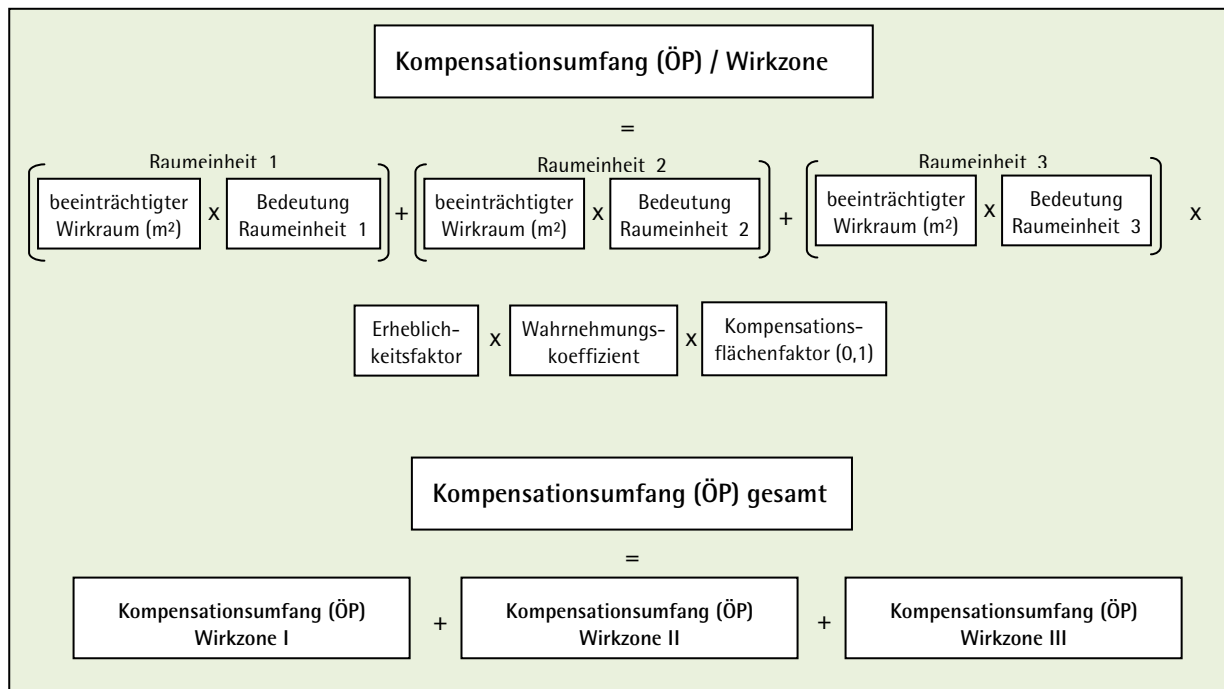 Kompensationsumfang (ÖP) / Wirkzone
=
Raumeinheit 1 Raumeinheit 2 Raumeinheit 3
beeinträchtigter Wirkraum (m²) x Bedeutung Raumeinheit 1 + beeinträchtigter Wirkraum (m²) x Bedeutung Raumeinheit 2 + beeinträchtigter Wirkraum (m²) x Bedeutung Raumeinheit 3 x
Erheblich-
keitsfaktor
x
Wahrnehmungs-
koeffizient
x
Kompensations-
flächenfaktor (0,1)
Kompensationsumfang (ÖP) gesamt
=
Kompensationsumfang (ÖP)
Wirkzone I
+
Kompensationsumfang (ÖP)
Wirkzone II
+
Kompensationsumfang (ÖP)
Wirkzone III